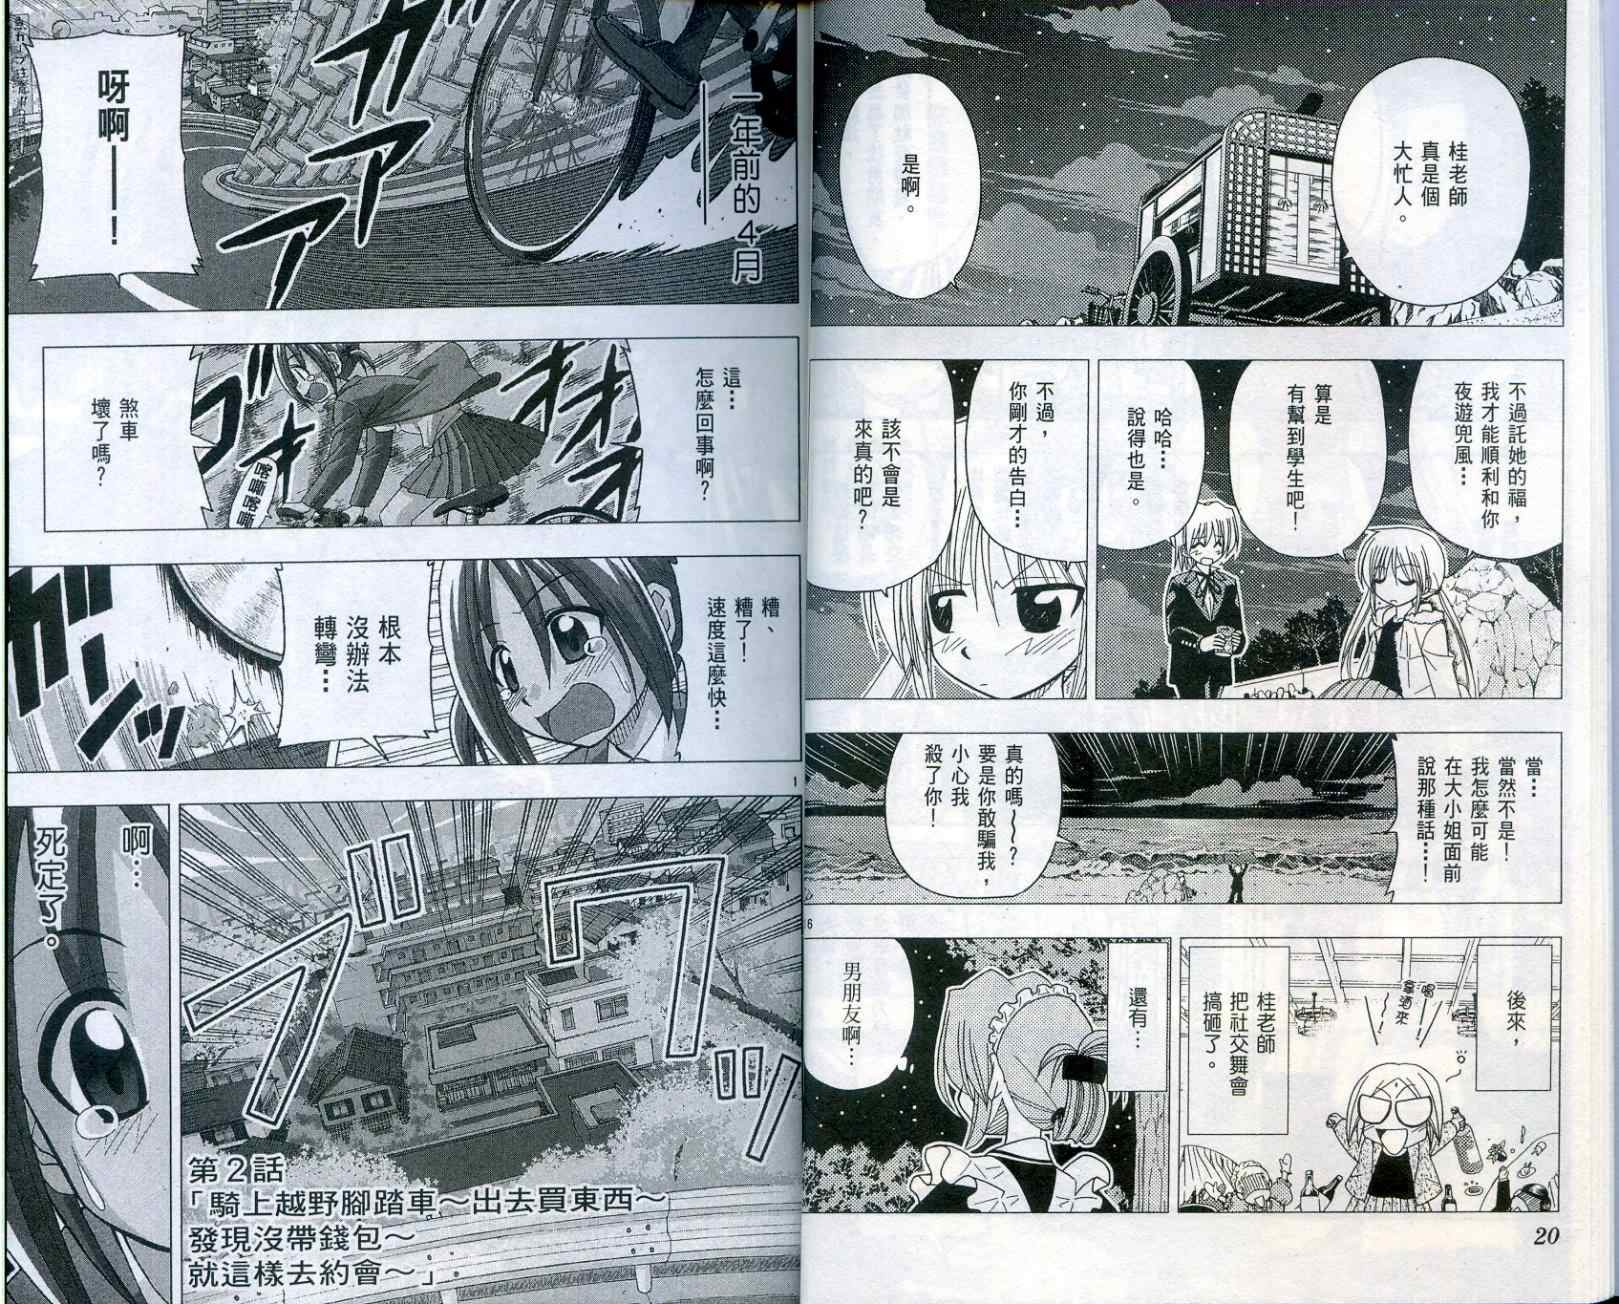 桂老師
真是個
大忙人。
是啊。
不過託她的福，
我才能順利和你
夜遊兜風…
算是
有幫到學生吧！
哈哈…
說得也是。
不過，
你剛才的告白…
該不會是
來真的吧？
當…
當然不是！
我怎麼可能
在大小姐面前
說那種話…！
真的嗎～？
要是你敢騙我，
小心我
殺了你！
後來，
桂老師
把社交舞會
搞砸了。
喝～！
拿酒來～！
還有…
男朋友啊…
6
20
一年前的4月
ガァァ
呀啊——！
這…
怎麼回事啊？
煞車
壞了嗎？
糟、
糟了！
速度這麼快…
根本
沒辦法
轉彎…
1
啊…
死定了。
第2話
「騎上越野腳踏車～出去買東西～
發現沒帶錢包～
就這樣去約會～」